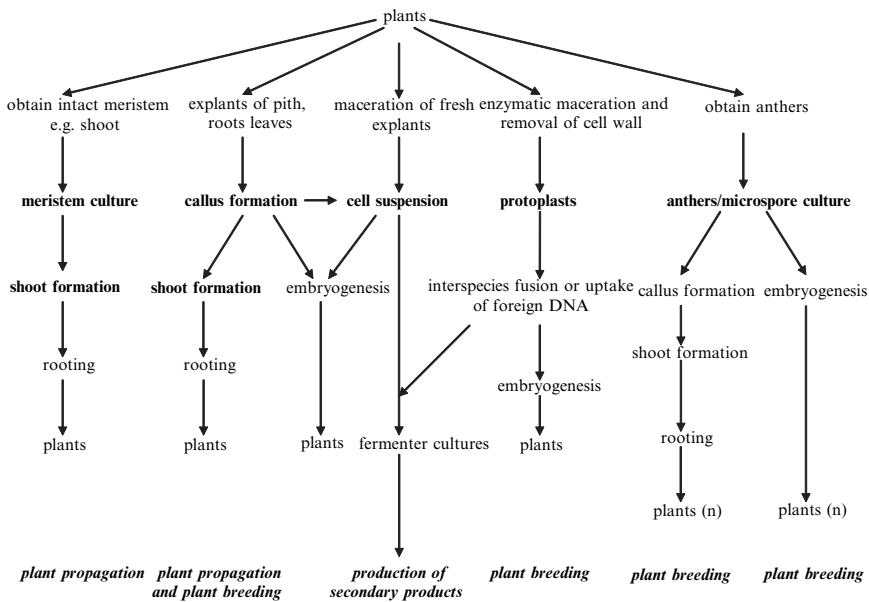 plants
obtain intact meristem
e.g. shoot
explants of pith,
roots leaves
maceration of fresh
explants
enzymatic maceration and
removal of cell wall
obtain anthers
meristem culture
callus formation
cell suspension
protoplasts
anthers/microspore culture
shoot formation
shoot formation
embryogenesis
interspecies fusion or uptake
of foreign DNA
callus formation
embryogenesis
shoot formation
rooting
rooting
embryogenesis
rooting
plants
plants
plants
fermenter cultures
plants
plants (n)
plants (n)
plant propagation
plant propagation
and plant breeding
production of
secondary products
plant breeding
plant breeding
plant breeding